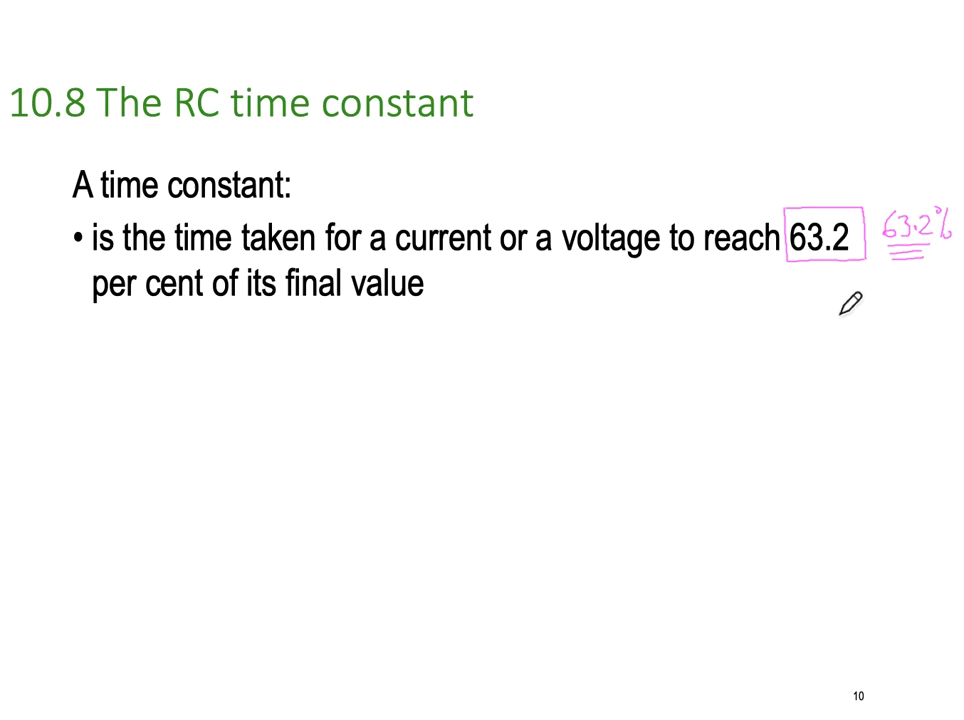 10.8 The RC time constant
A time constant:
• is the time taken for a current or a voltage to reach 63.2 63.2%
per cent of its final value
10